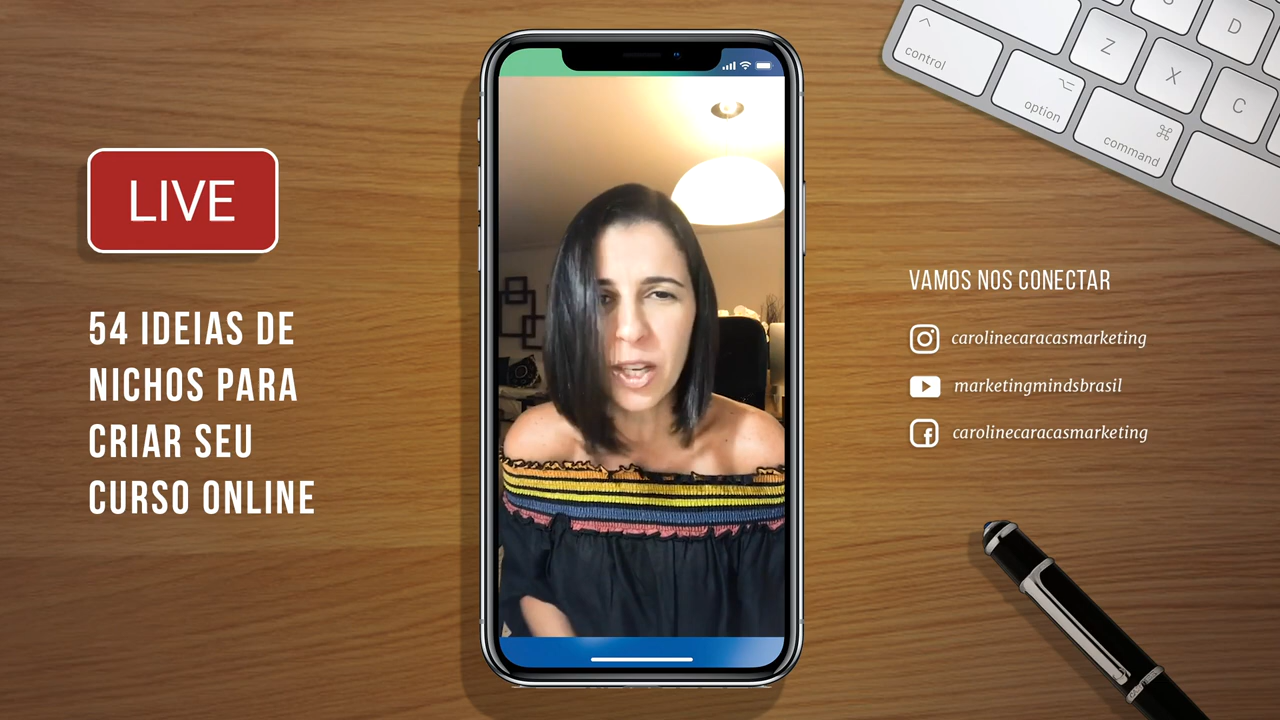 LIVE
54 IDEIAS DE
NICHOS PARA
CRIAR SEU
CURSO ONLINE
VAMOS NOS CONECTAR
carolinecaracasmarketing
marketingmindsbrasil
carolinecaracasmarketing
control
option
command
Z
X
C
S
D